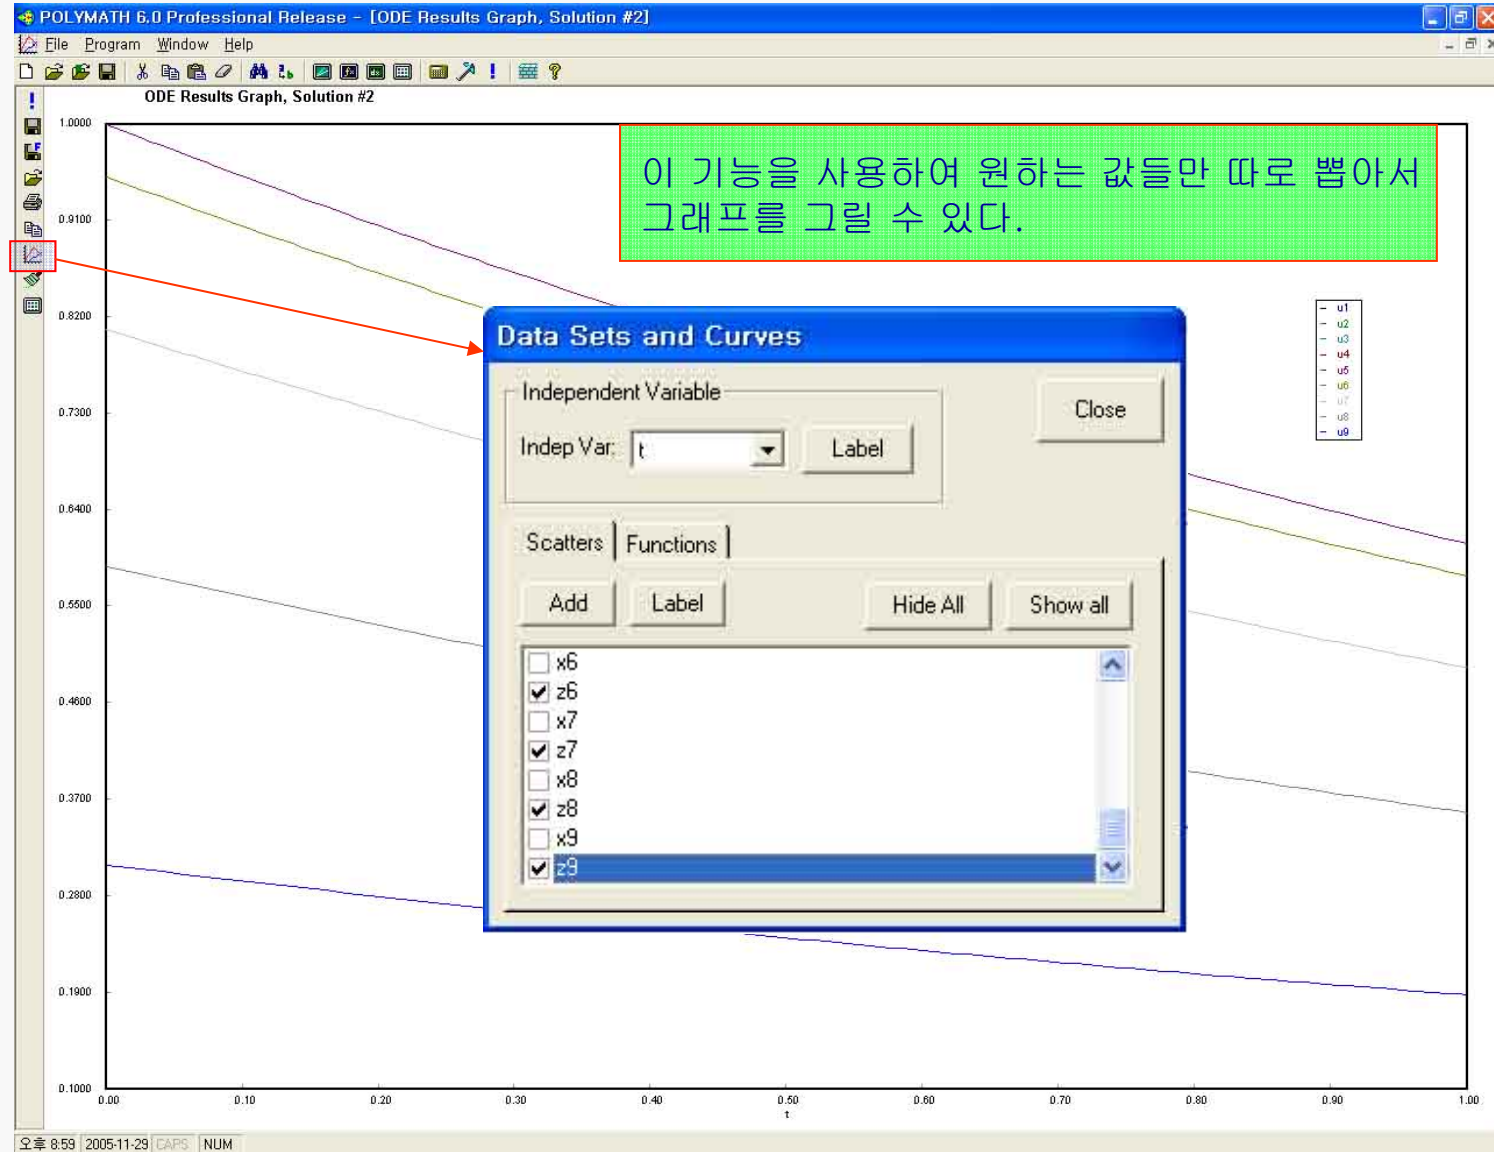 POLYMATH 6.0 Professional Release - [ODE Results Graph, Solution #2]
File Program Window Help
ODE Results Graph, Solution #2
이 기능을 사용하여 원하는 값들만 따로 뽑아서
그래프를 그릴 수 있다.
1.0000
0.9100
0.8200
0.7300
0.6400
0.5500
0.4600
0.3700
0.2800
0.1900
0.1000
u1
u2
u3
u4
u5
u6
u7
u8
u9
Data Sets and Curves
Independent Variable
Close
Indep Var: t Label
Scatters Functions
Add Label Hide All Show all
x6
z6
x7
z7
x8
z8
x9
z9
0.00 0.10 0.20 0.30 0.40 0.50 0.60 0.70 0.80 0.90 1.00
t
오후 8:59 2005-11-29 CAPS NUM